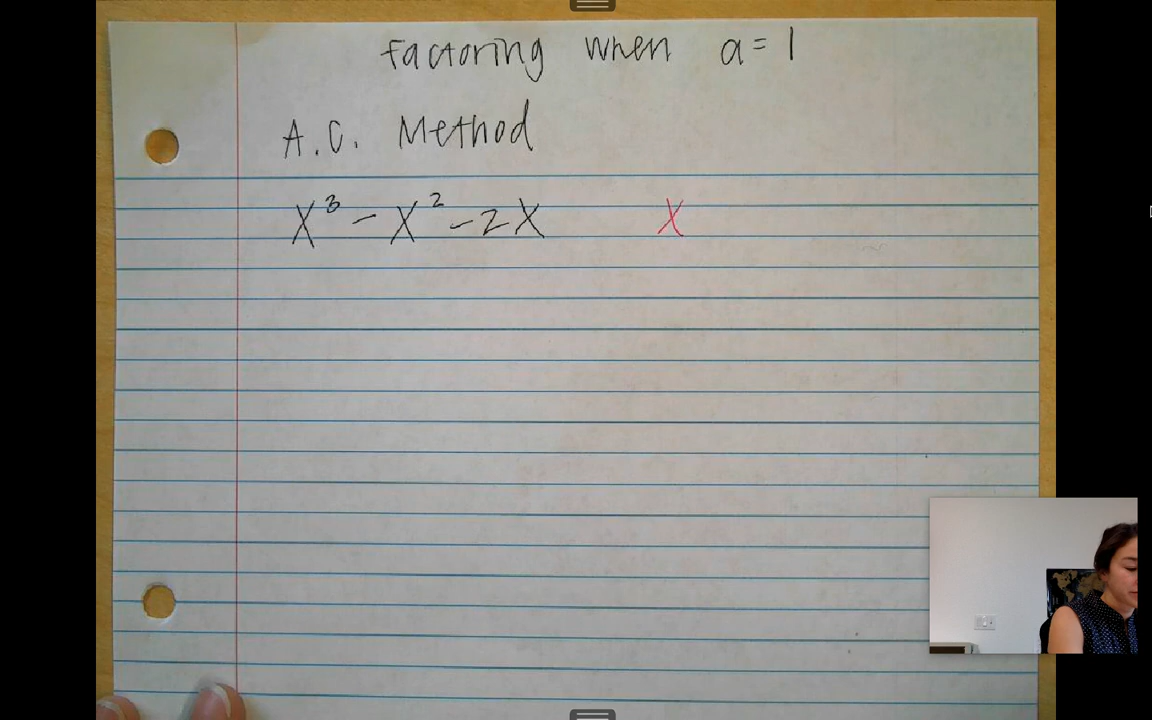 factoring when a = 1
A.C. Method
X³ - X² - 2X X